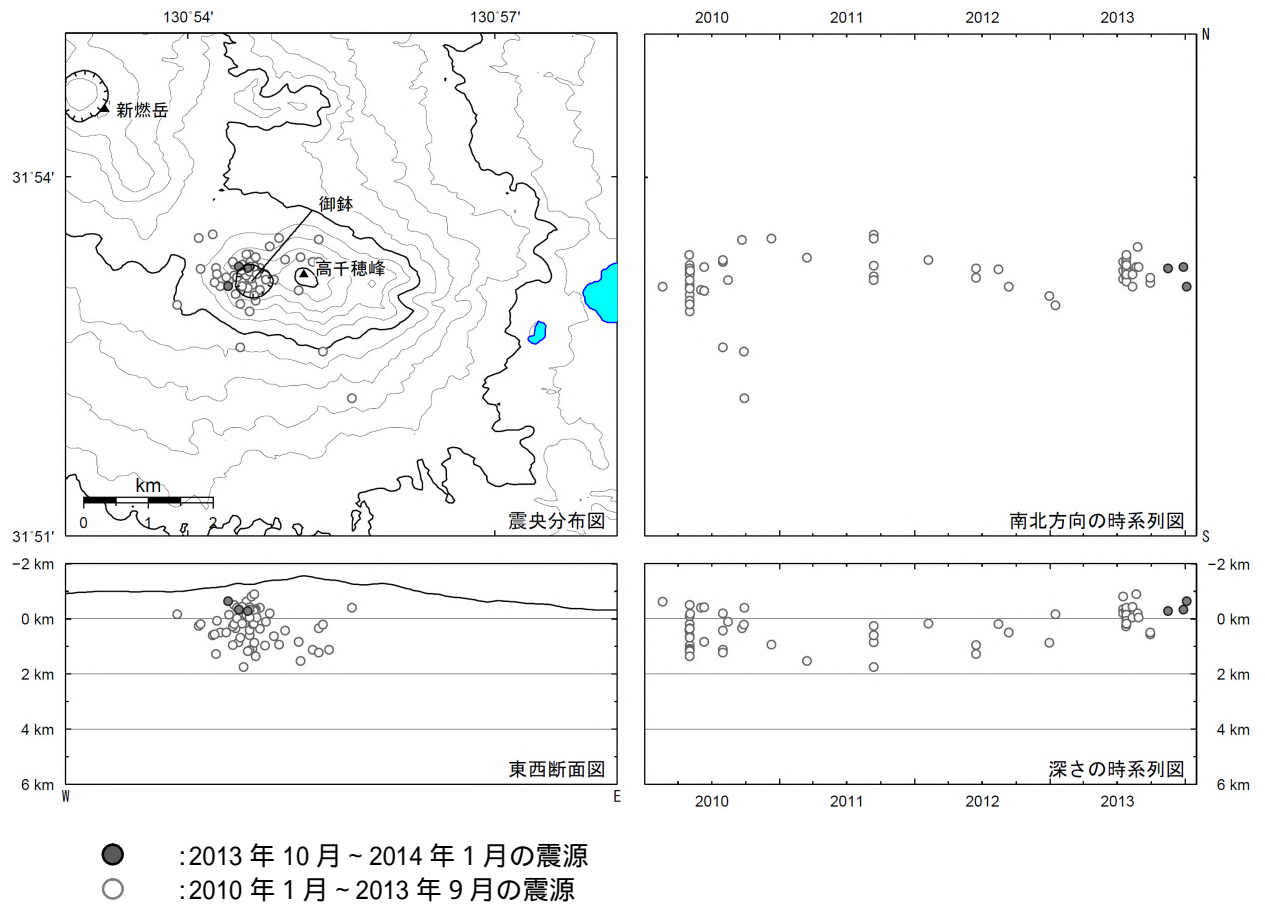 130˚54'
130˚57'
2010
2011
2012
2013
N
新燃岳
31˚54'
御鉢
高千穂峰
km
0
1
2
震央分布図
南北方向の時系列図
31˚51'
S
−2 km
−2 km
0 km
0 km
2 km
2 km
4 km
4 km
東西断面図
深さの時系列図
6 km
6 km
W
E
2010
2011
2012
2013
:2013 年 10 月 ~ 2014 年 1 月の震源
:2010 年 1 月 ~ 2013 年 9 月の震源